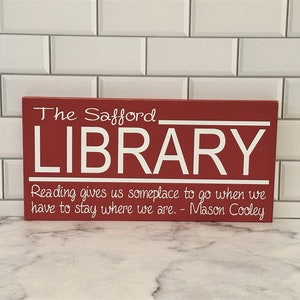 The Safford
LIBRARY
Reading gives us someplace to go when we
have to stay where we are. - Mason Cooley